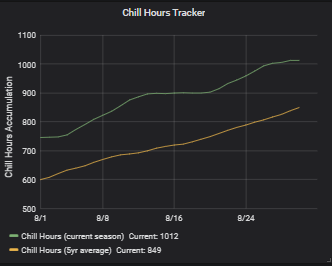 Chill Hours Tracker
Chill Hours Accumulation
1100
1000
900
800
700
600
500
8/1
8/8
8/16
8/24
Chill Hours (current season) Current: 1012
Chill Hours (5yr average) Current: 849